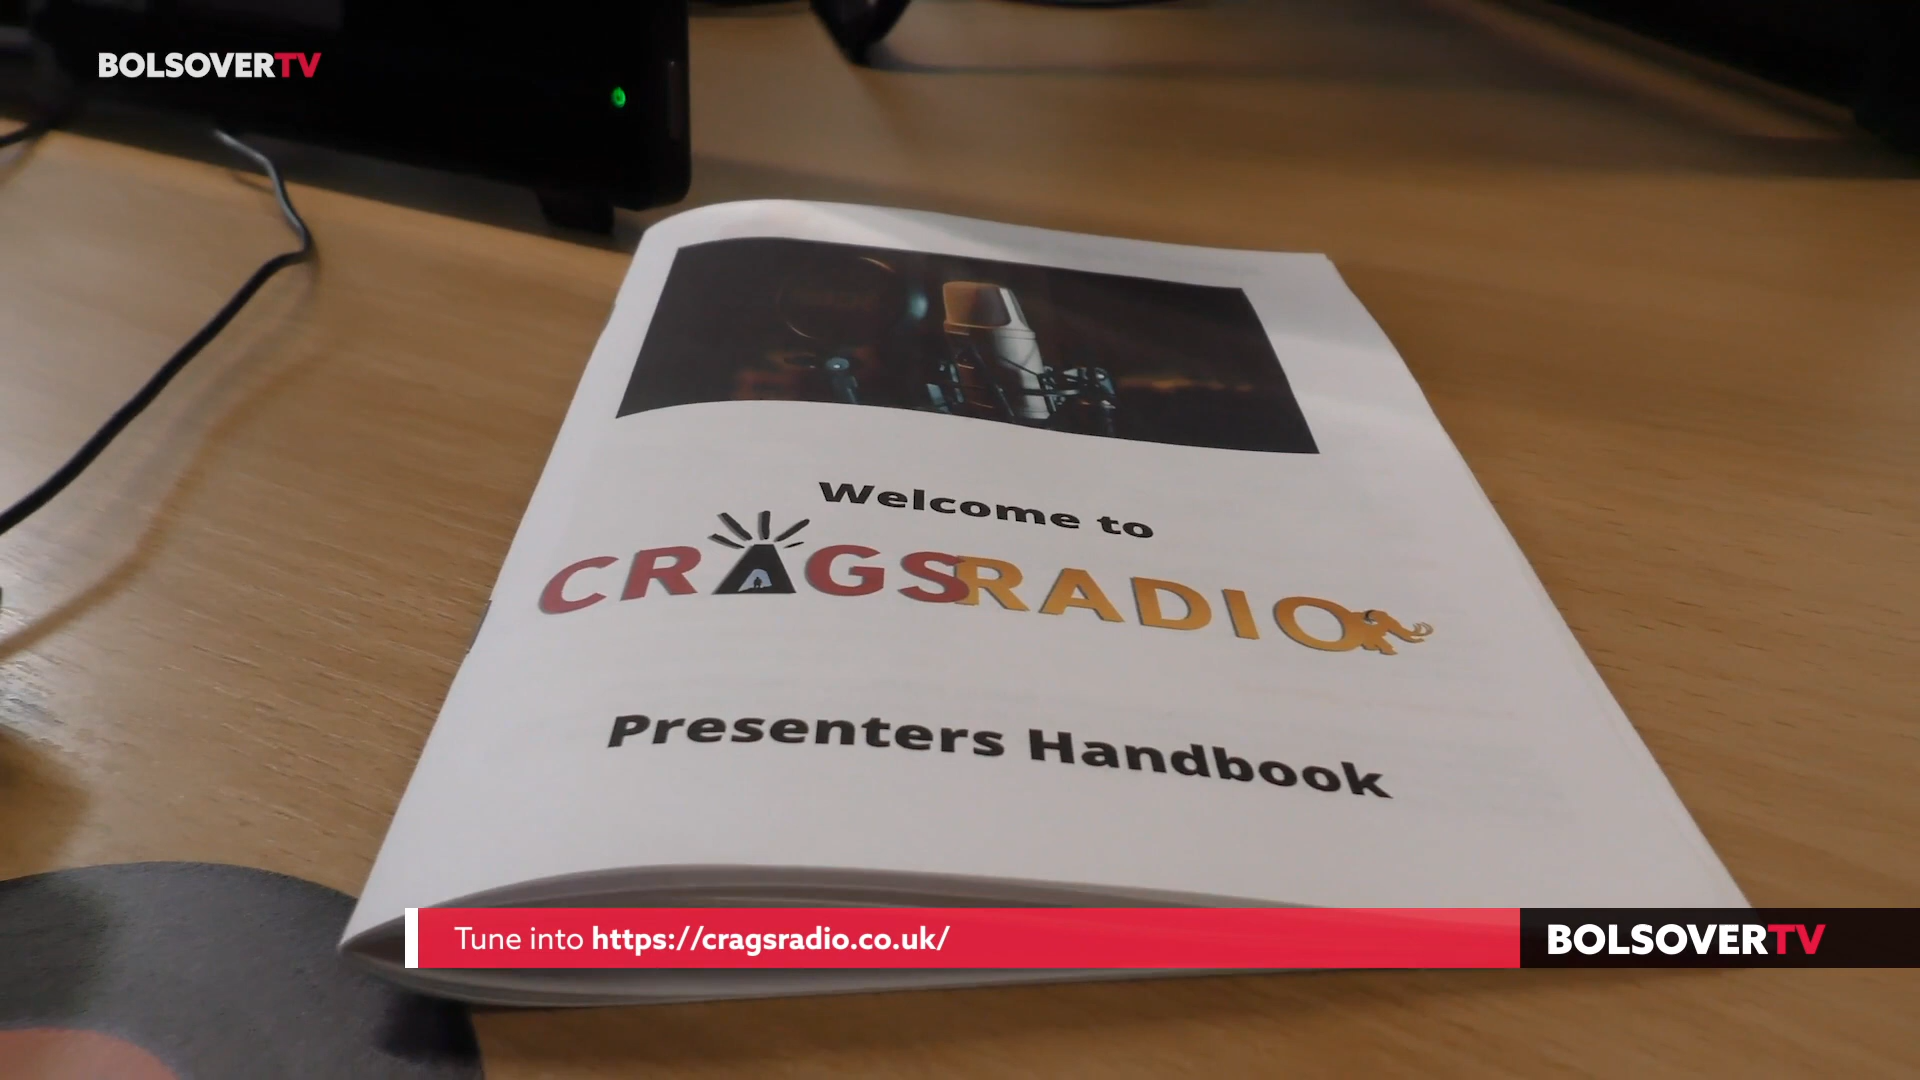 BOLSOVERTV
Welcome to
CRAGSRADIO
Presenters Handbook
Tune into https://cragsradio.co.uk/
BOLSOVERTV